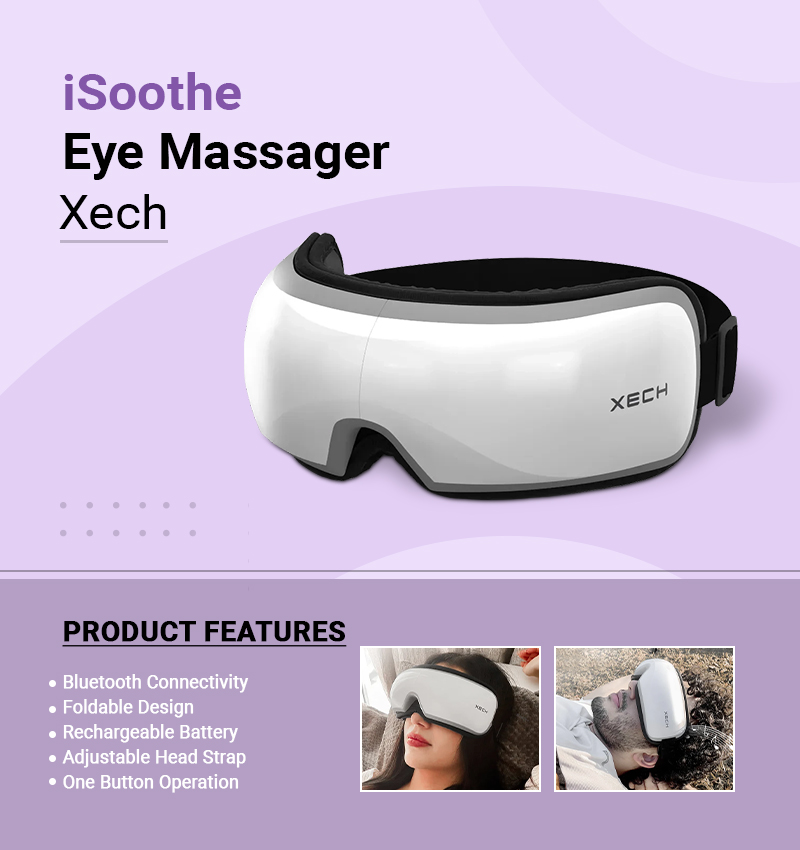 iSoothe
Eye Massager
Xech
XECH
PRODUCT FEATURES
Bluetooth Connectivity
Foldable Design
Rechargeable Battery
Adjustable Head Strap
One Button Operation
XECH
XECH